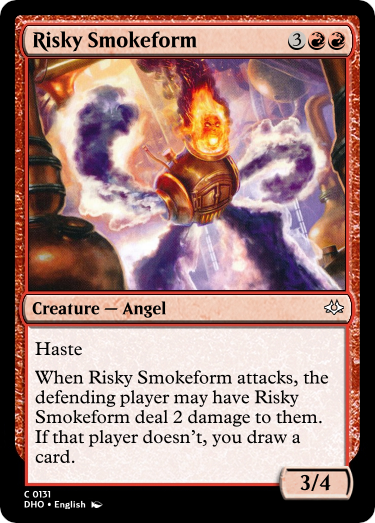 Risky Smokeform 3
Creature — Angel
Haste
When Risky Smokeform attacks, the
defending player may have Risky
Smokeform deal 2 damage to them.
If that player doesn't, you draw a
card.
3/4
C 0131
DHO • English